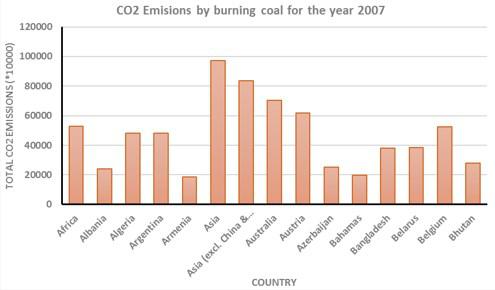 CO2 Emisions by burning coal for the year 2007
TOTAL CO2 EMISSIONS (*10000)
120000
100000
80000
60000
40000
20000
0
Africa
Albania
Algeria
Argentina
Armenia
Asia
Asia (excl. China &...
Australia
Austria
Azerbaijan
Bahamas
Bangladesh
Belarus
Belgium
Bhutan
COUNTRY